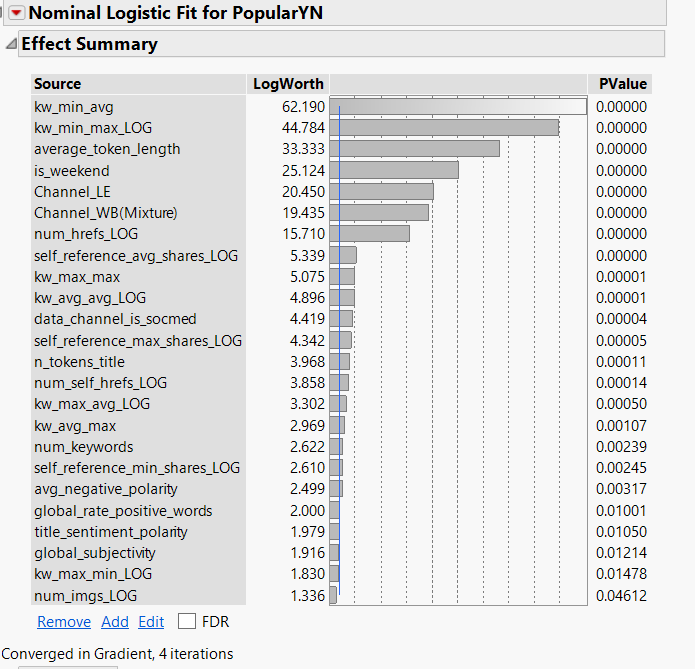 Nominal Logistic Fit for PopularYN
Effect Summary
Source LogWorth PValue
kw_min_avg 62.190 0.00000
kw_min_max_LOG 44.784 0.00000
average_token_length 33.333 0.00000
is_weekend 25.124 0.00000
Channel_LE 20.450 0.00000
Channel_WB(Mixture) 19.435 0.00000
num_hrefs_LOG 15.710 0.00000
self_reference_avg_shares_LOG 5.339 0.00000
kw_max_max 5.075 0.00001
kw_avg_avg_LOG 4.896 0.00001
data_channel_is_socmed 4.419 0.00004
self_reference_max_shares_LOG 4.342 0.00005
n_tokens_title 3.968 0.00011
num_self_hrefs_LOG 3.858 0.00014
kw_max_avg_LOG 3.302 0.00050
kw_avg_max 2.969 0.00107
num_keywords 2.622 0.00239
self_reference_min_shares_LOG 2.610 0.00245
avg_negative_polarity 2.499 0.00317
global_rate_positive_words 2.000 0.01001
title_sentiment_polarity 1.979 0.01050
global_subjectivity 1.916 0.01214
kw_max_min_LOG 1.830 0.01478
num_imgs_LOG 1.336 0.04612
Remove Add Edit FDR
Converged in Gradient, 4 iterations